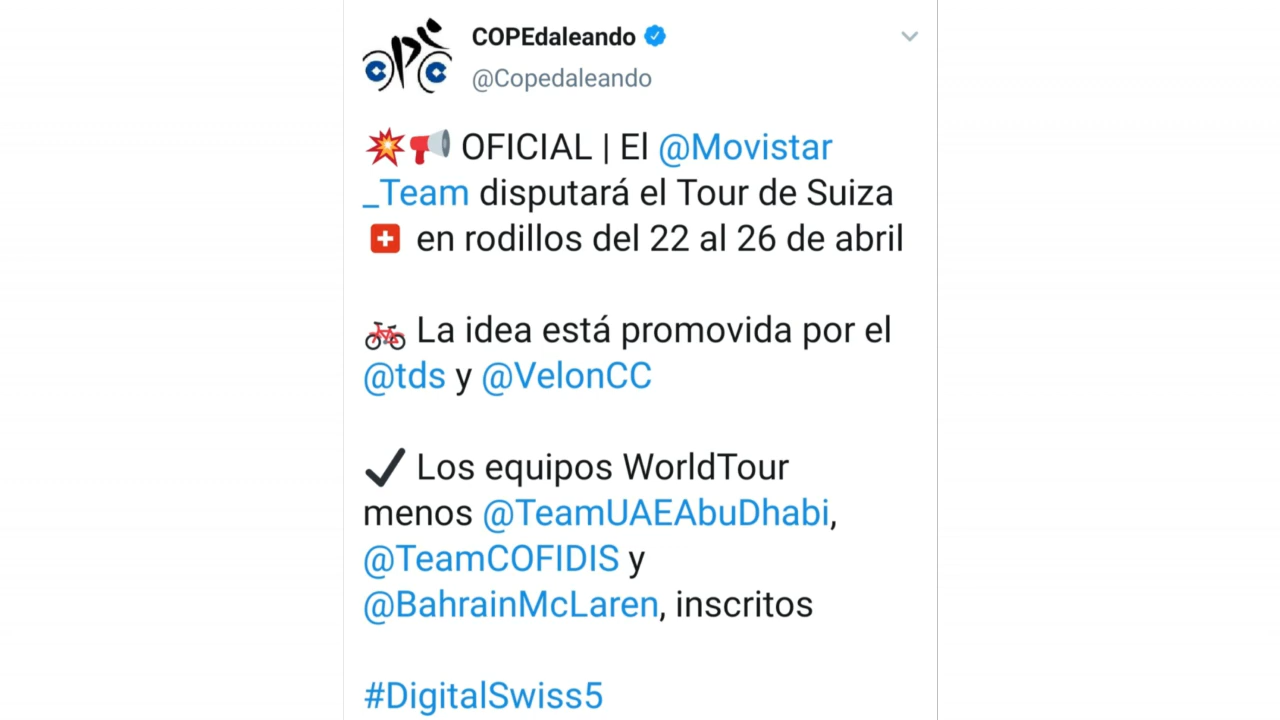 COPEdaleando
@Copedaleando
💥📢 OFICIAL | El @Movistar
_Team disputará el Tour de Suiza
🇨🇭 en rodillos del 22 al 26 de abril
🚲 La idea está promovida por el
@tds y @VelonCC
✔️ Los equipos WorldTour
menos @TeamUAEAbuDhabi,
@TeamCOFIDIS y
@BahrainMcLaren, inscritos
#DigitalSwiss5